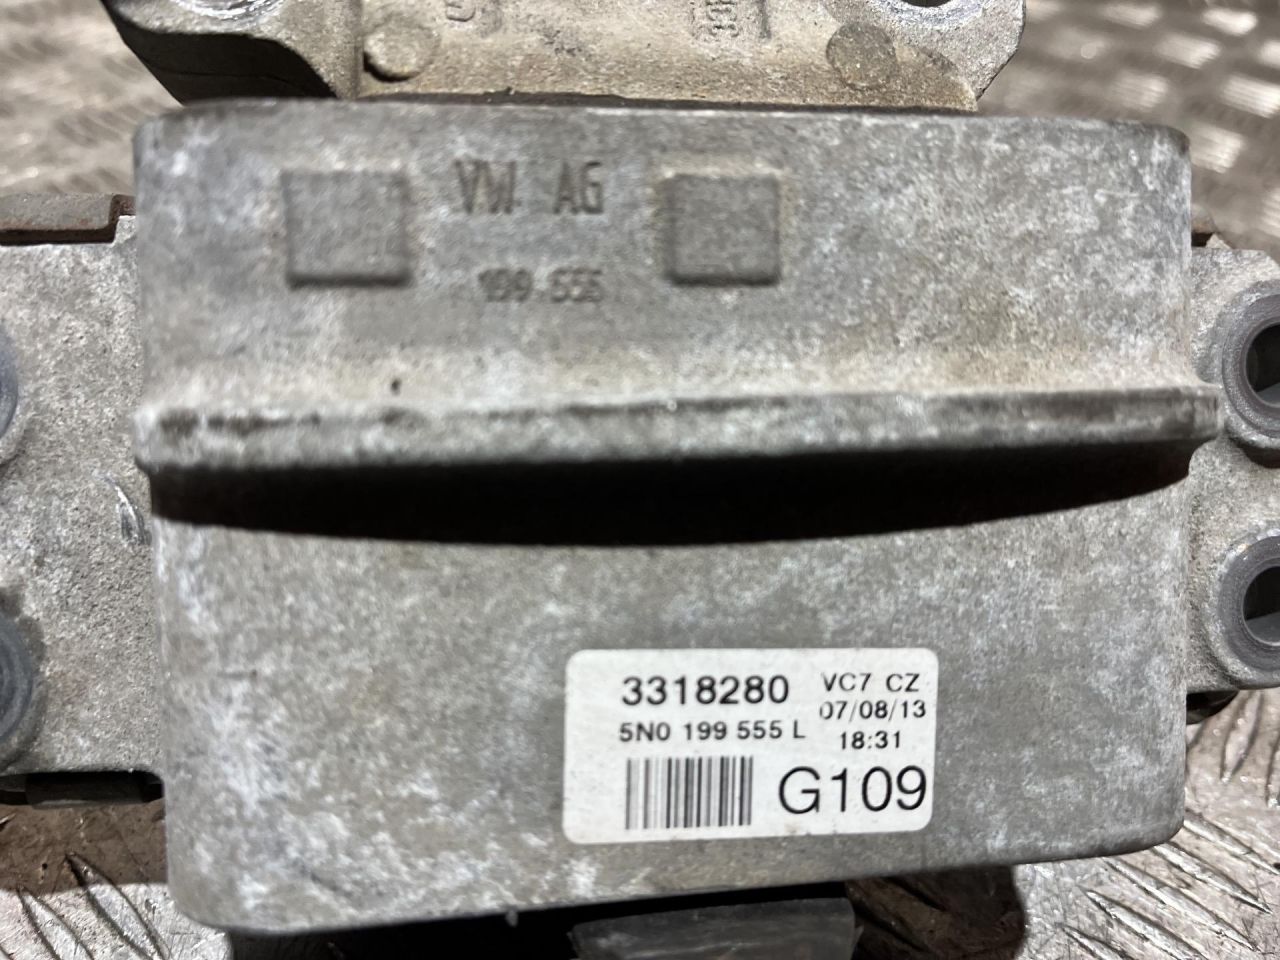 VW AG
199 555
3318280
VC7 CZ
5N0 199 555 L
07/08/13
18:31
G109